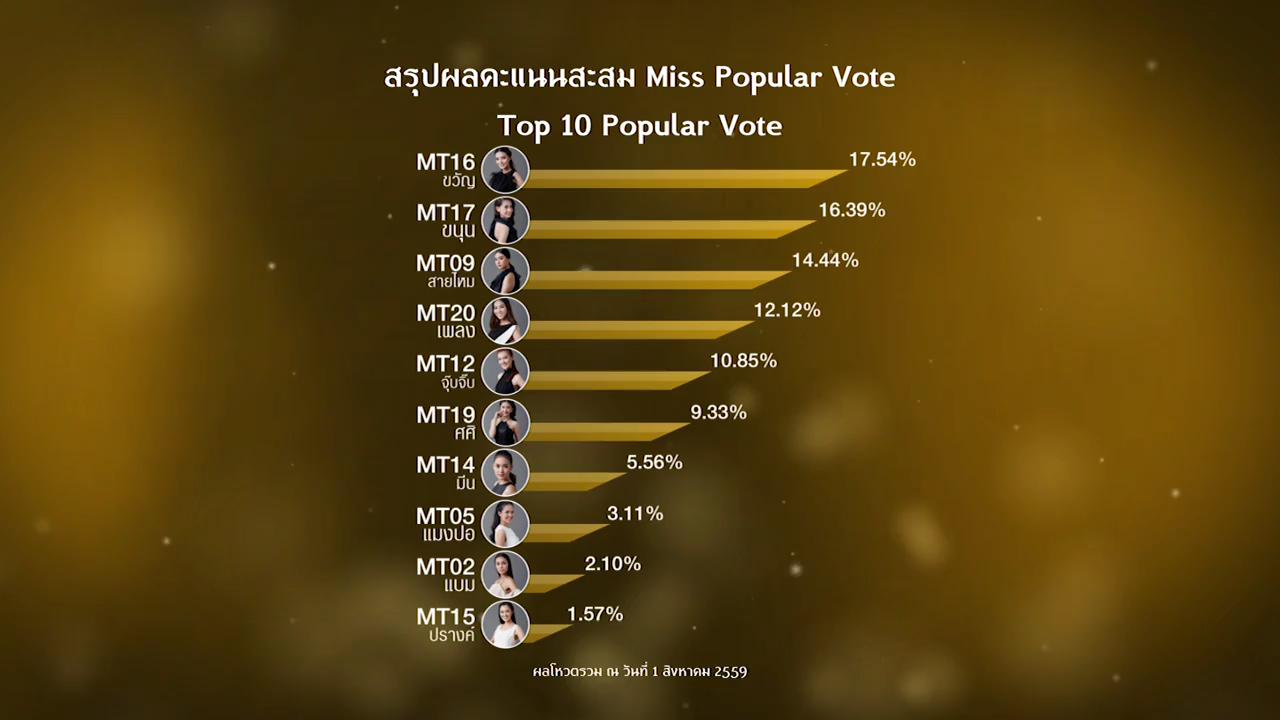 สรุปผลคะแนนสะสม Miss Popular Vote
Top 10 Popular Vote
MT16 17.54%
ขวัญ
MT17 16.39%
ขนุน
MT09 14.44%
สายไหม
MT20 12.12%
เพลง
MT12 10.85%
จุ๊บจิ๊บ
MT19 9.33%
ศศิ
MT14 5.56%
มีน
MT05 3.11%
แมงปอ
MT02 2.10%
แบม
MT15 1.57%
ปรางค์
ผลโหวตรวม ณ วันที่ 1 สิงหาคม 2559